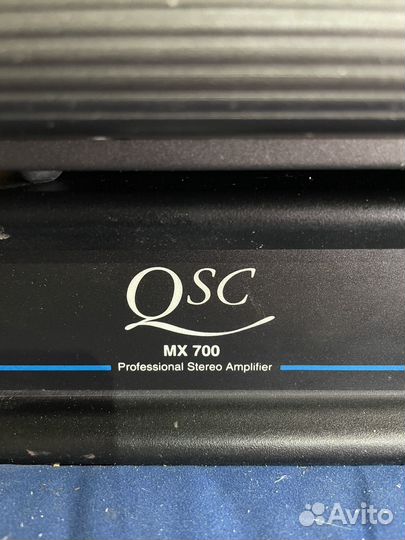 QSC
MX 700
Professional Stereo Amplifier
Avito